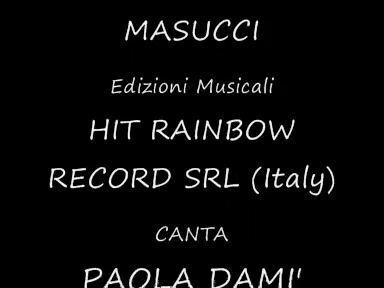 MASUCCI
Edizioni Musicali
HIT RAINBOW
RECORD SRL (Italy)
CANTA
PAOLA DAMI'